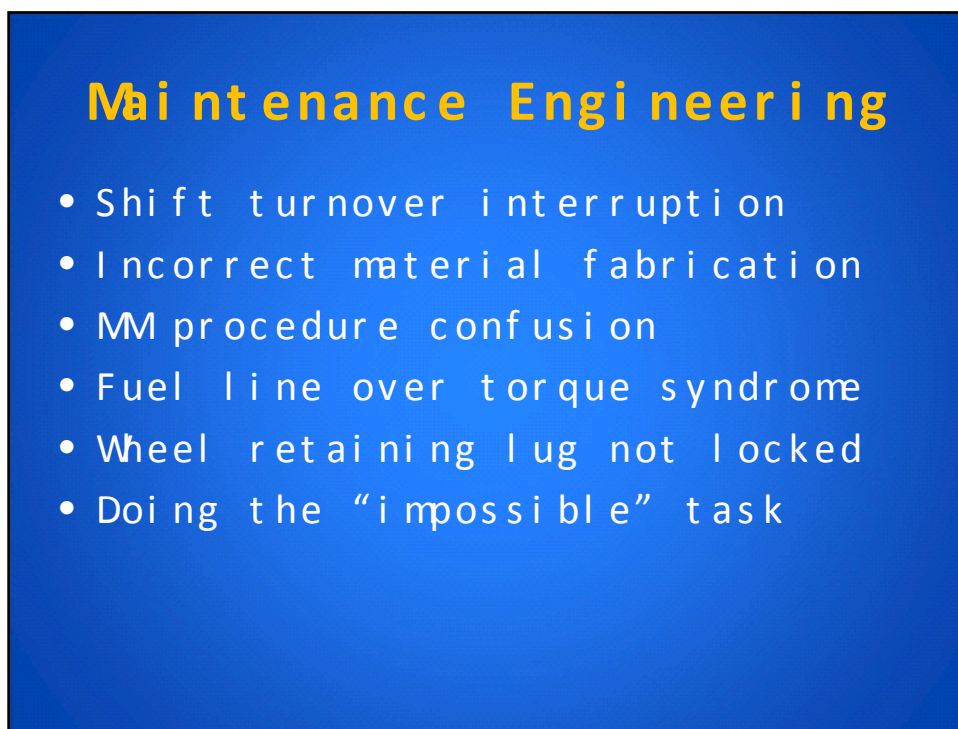 Maintenance Engineering
• Shift turnover interruption
• Incorrect material fabrication
• MM procedure confusion
• Fuel line over torque syndrome
• Wheel retaining lug not locked
• Doing the “impossible” task